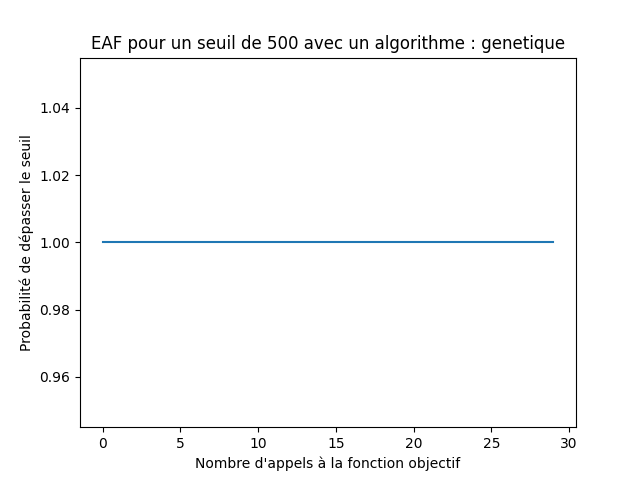 EAF pour un seuil de 500 avec un algorithme : genetique
Probabilité de dépasser le seuil
1.04
1.02
1.00
0.98
0.96
0 5 10 15 20 25 30
Nombre d'appels à la fonction objectif